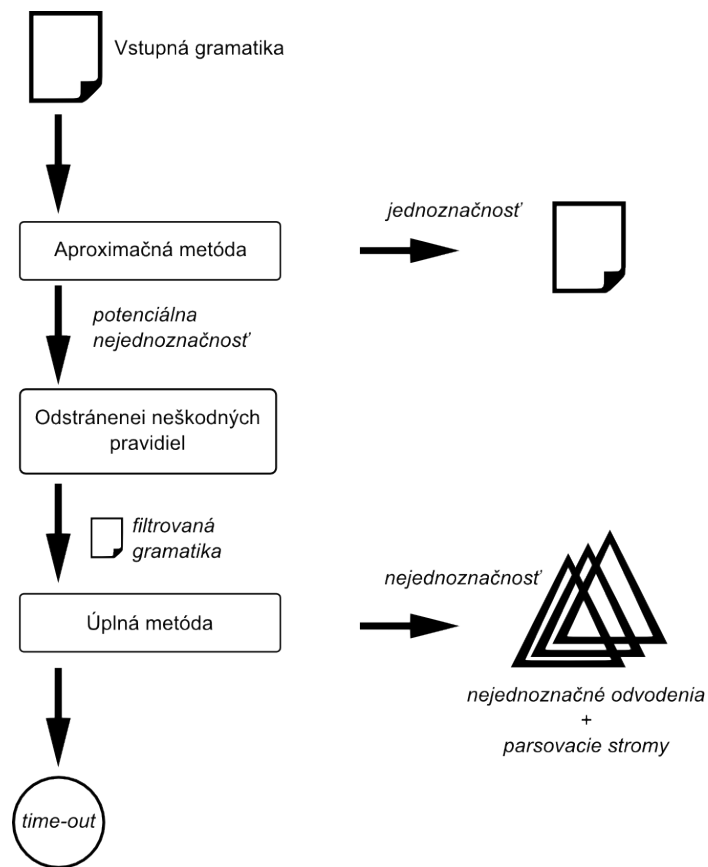 Vstupná gramatika
jednoznačnosť
Aproximačná metóda
potenciálna
nejednoznačnosť
Odstránenei neškodných
pravidiel
filtrovaná
gramatika
nejednoznačnosť
Úplná metóda
nejednoznačné odvodenia
+
parsovacie stromy
time-out